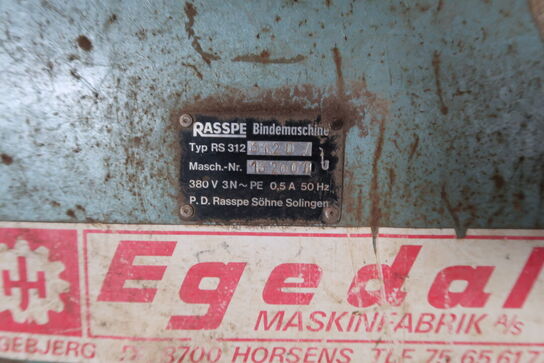 RASSPE Bindemaschine
Typ RS 312
Masch.-Nr.
380 V 3N~PE 0,5 A 50 Hz
P. D. Rasspe Söhne Solingen
Egedal
MASKINFABRIK A/s
3700 HORSENS